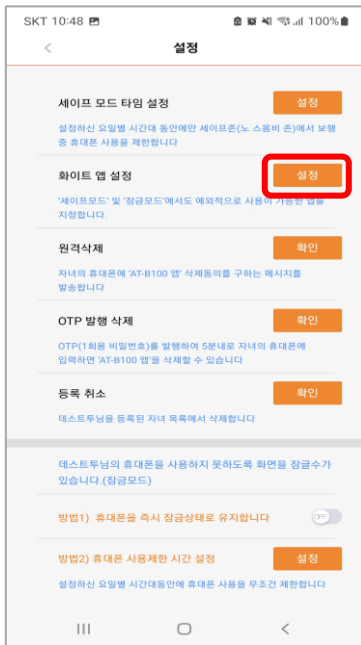 SKT 10:48 100%
설정
세이프 모드 타임 설정
설정
설정하신 요일별 시간대 동안에만 세이프존(노 스몸비 존)에서 보행
중 휴대폰 사용을 제한합니다
화이트 앱 설정
설정
'세이프모드' 및 '잠금모드'에서도 예외적으로 사용이 가능한 앱을
지정합니다.
원격삭제
확인
자녀의 휴대폰에 'AT-B100 앱' 삭제동의를 구하는 메시지를
발송합니다
OTP 발행 삭제
확인
OTP(1회용 비밀번호)를 발행하여 5분내로 자녀의 휴대폰에
입력하면 'AT-B100 앱'을 삭제할 수 있습니다
등록 취소
확인
데스트투님을 등록된 자녀 목록에서 삭제합니다
데스트투님의 휴대폰을 사용하지 못하도록 화면을 잠글수가
있습니다.(잠금모드)
방법1) 휴대폰을 즉시 잠금상태로 유지합니다
OFF
방법2) 휴대폰 사용제한 시간 설정
설정
설정하신 요일별 시간대동안에 휴대폰 사용을 무조건 제한합니다